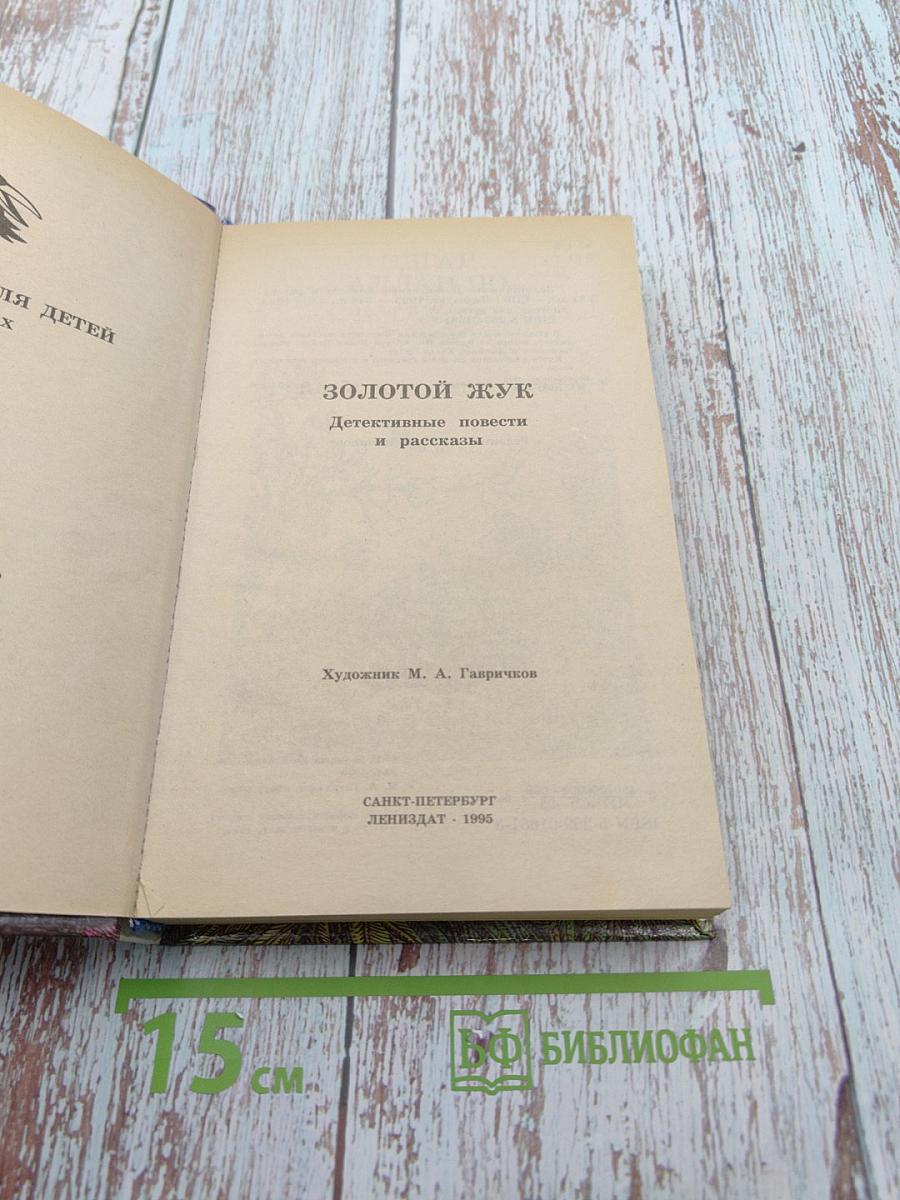 ЛЯ ДЕТЕЙ
Х
ЗОЛОТОЙ ЖУК
Детективные повести
и рассказы
Художник М. А. Гавричков
САНКТ-ПЕТЕРБУРГ
ЛЕНИЗДАТ · 1995
15 см
БФ БИБЛИОФАН